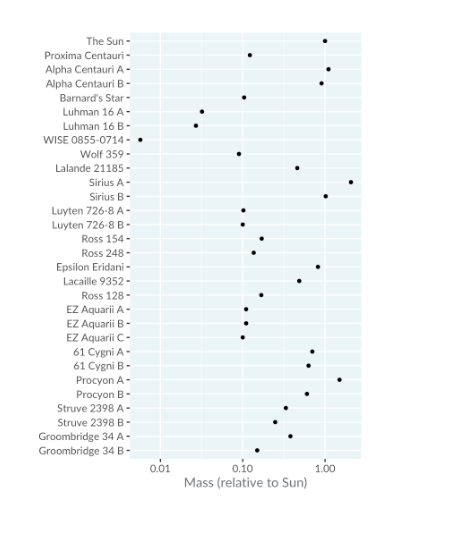 The Sun
Proxima Centauri
Alpha Centauri A
Alpha Centauri B
Barnard's Star
Luhman 16 A
Luhman 16 B
WISE 0855-0714
Wolf 359
Lalande 21185
Sirius A
Sirius B
Luyten 726-8 A
Luyten 726-8 B
Ross 154
Ross 248
Epsilon Eridani
Lacaille 9352
Ross 128
EZ Aquarii A
EZ Aquarii B
EZ Aquarii C
61 Cygni A
61 Cygni B
Procyon A
Procyon B
Struve 2398 A
Struve 2398 B
Groombridge 34 A
Groombridge 34 B
0.01 0.10 1.00
Mass (relative to Sun)